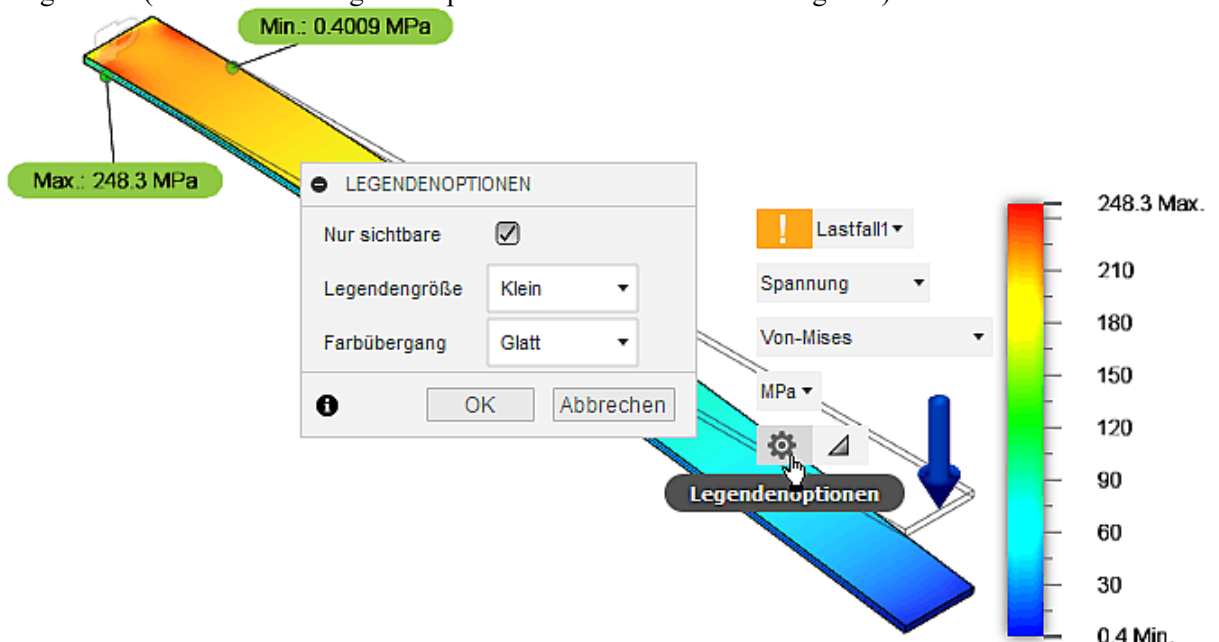 Min.: 0.4009 MPa
Max.: 248.3 MPa
LEGENDENOPTIONEN
Nur sichtbare
Legendengröße Klein
Farbübergang Glatt
OK Abbrechen
Lastfall1
Spannung
Von-Mises
MPa
Legendenoptionen
248.3 Max.
210
180
150
120
90
60
30
0.4 Min.